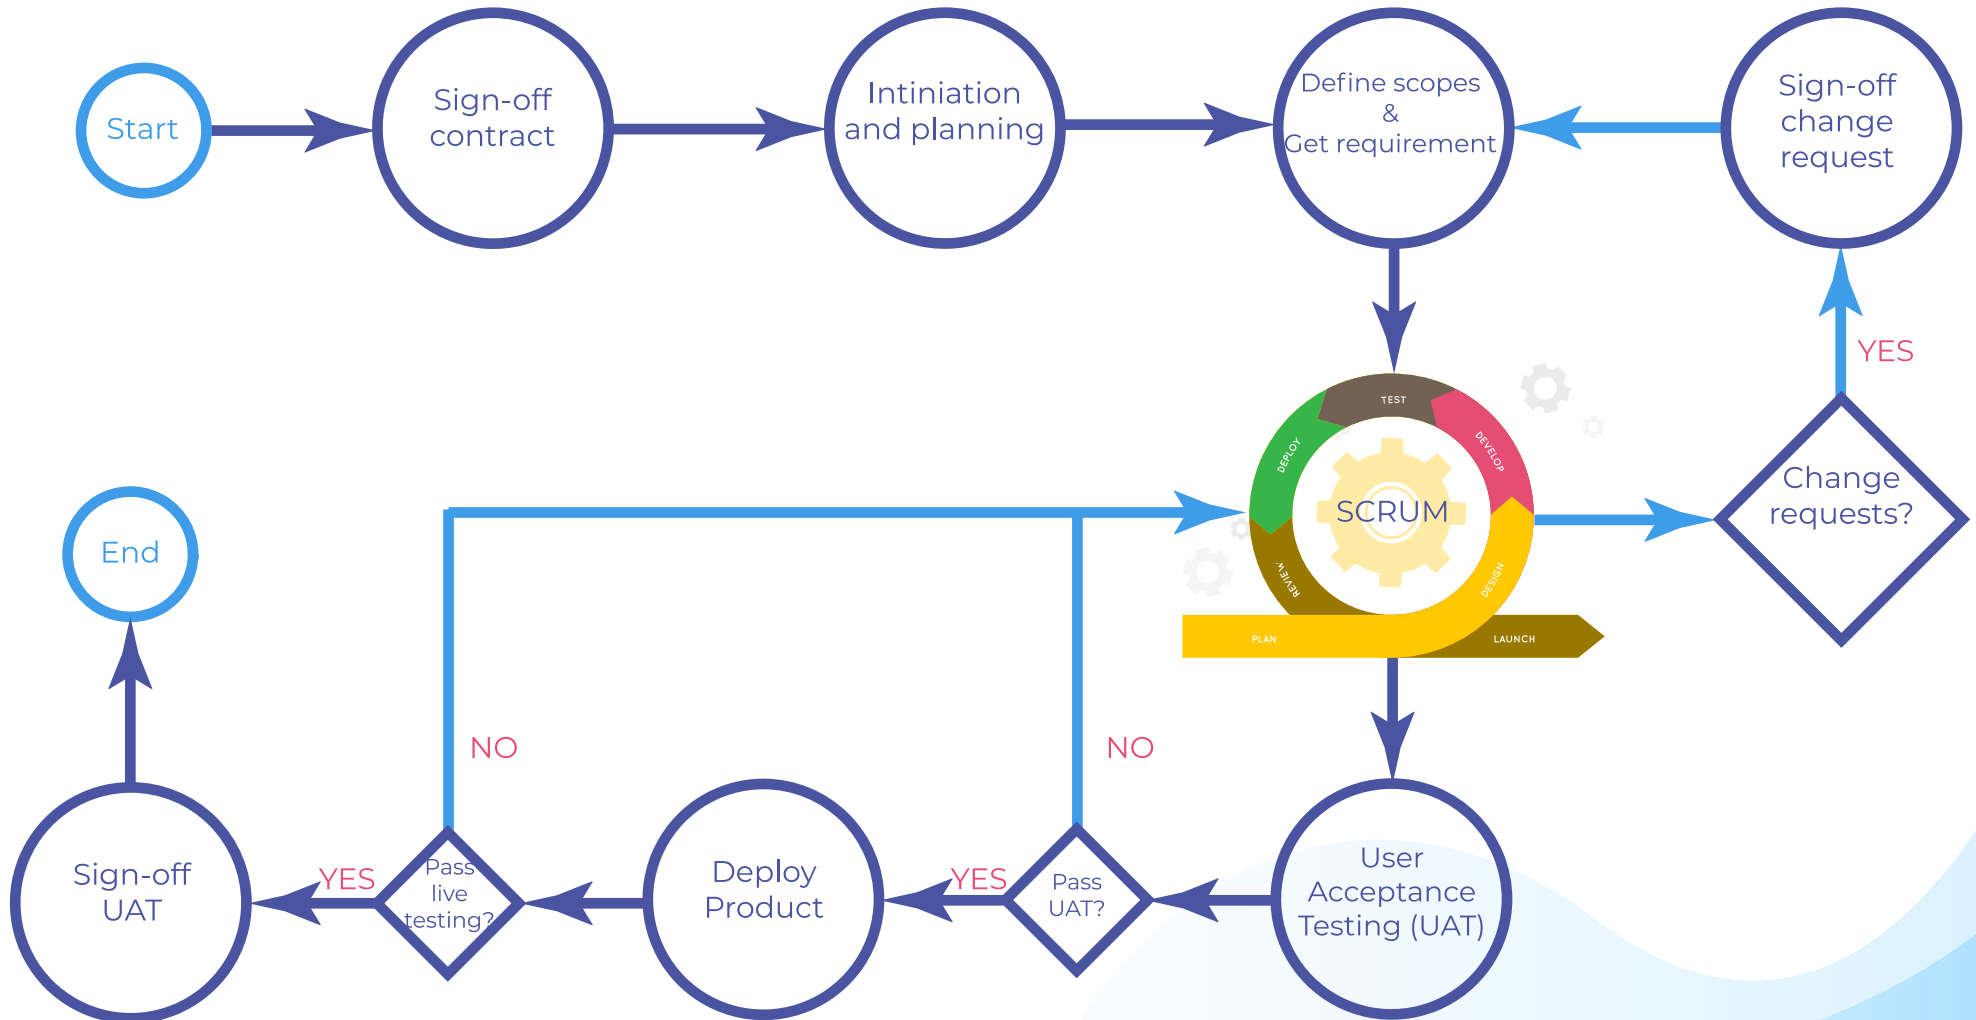 Start
Sign-off
contract
Intiniation
and planning
Define scopes
&
Get requirement
Sign-off
change
request
YES
Change
requests?
TEST
DEVELOP
DEPLOY
SCRUM
REVIEW
DESIGN
PLAN
LAUNCH
End
NO
NO
Sign-off
UAT
YES
Pass
live
testing?
Deploy
Product
YES
Pass
UAT?
User
Acceptance
Testing (UAT)